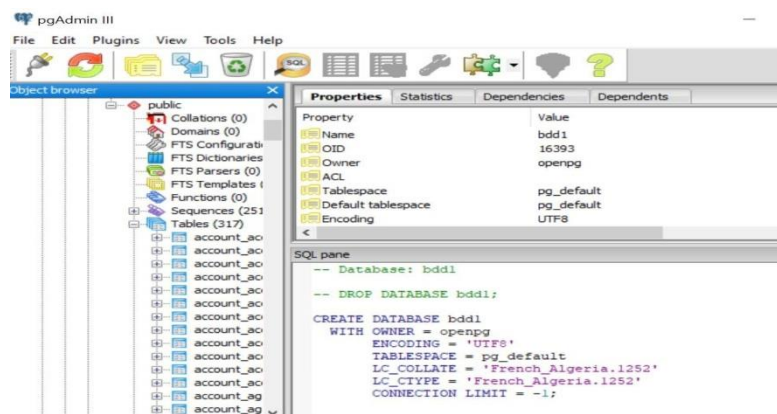 pgAdmin III
File Edit Plugins View Tools Help
SQL
Object browser
public
Collations (0)
Domains (0)
FTS Configurati
FTS Dictionaries
FTS Parsers (0)
FTS Templates (
Functions (0)
Sequences (251
Tables (317)
account_ac
account_ac
account_ac
account_ac
account_ac
account_ac
account_ac
account_ac
account_ac
account_ac
account_ac
account_ac
account_ag
account_ag
Properties Statistics Dependencies Dependents
Property Value
Name bdd1
OID 16393
Owner openpg
ACL
Tablespace pg_default
Default tablespace pg_default
Encoding UTF8
SQL pane
-- Database: bdd1
-- DROP DATABASE bdd1;
CREATE DATABASE bdd1
WITH OWNER = openpg
ENCODING = 'UTF8'
TABLESPACE = pg_default
LC_COLLATE = 'French_Algeria.1252'
LC_CTYPE = 'French_Algeria.1252'
CONNECTION LIMIT = -1;